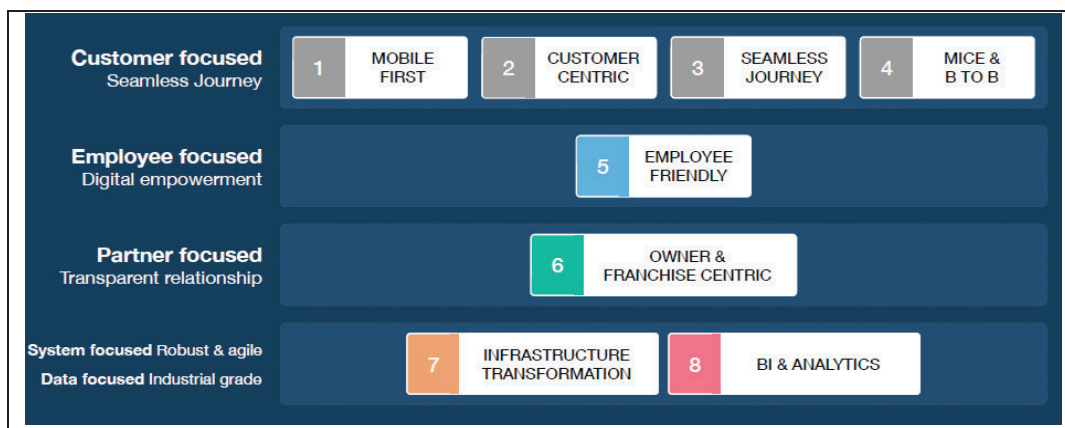 Customer focused
Seamless Journey
1
MOBILE
FIRST
2
CUSTOMER
CENTRIC
3
SEAMLESS
JOURNEY
4
MICE &
B TO B
Employee focused
Digital empowerment
5
EMPLOYEE
FRIENDLY
Partner focused
Transparent relationship
6
OWNER &
FRANCHISE CENTRIC
System focused Robust & agile
Data focused Industrial grade
7
INFRASTRUCTURE
TRANSFORMATION
8
BI & ANALYTICS